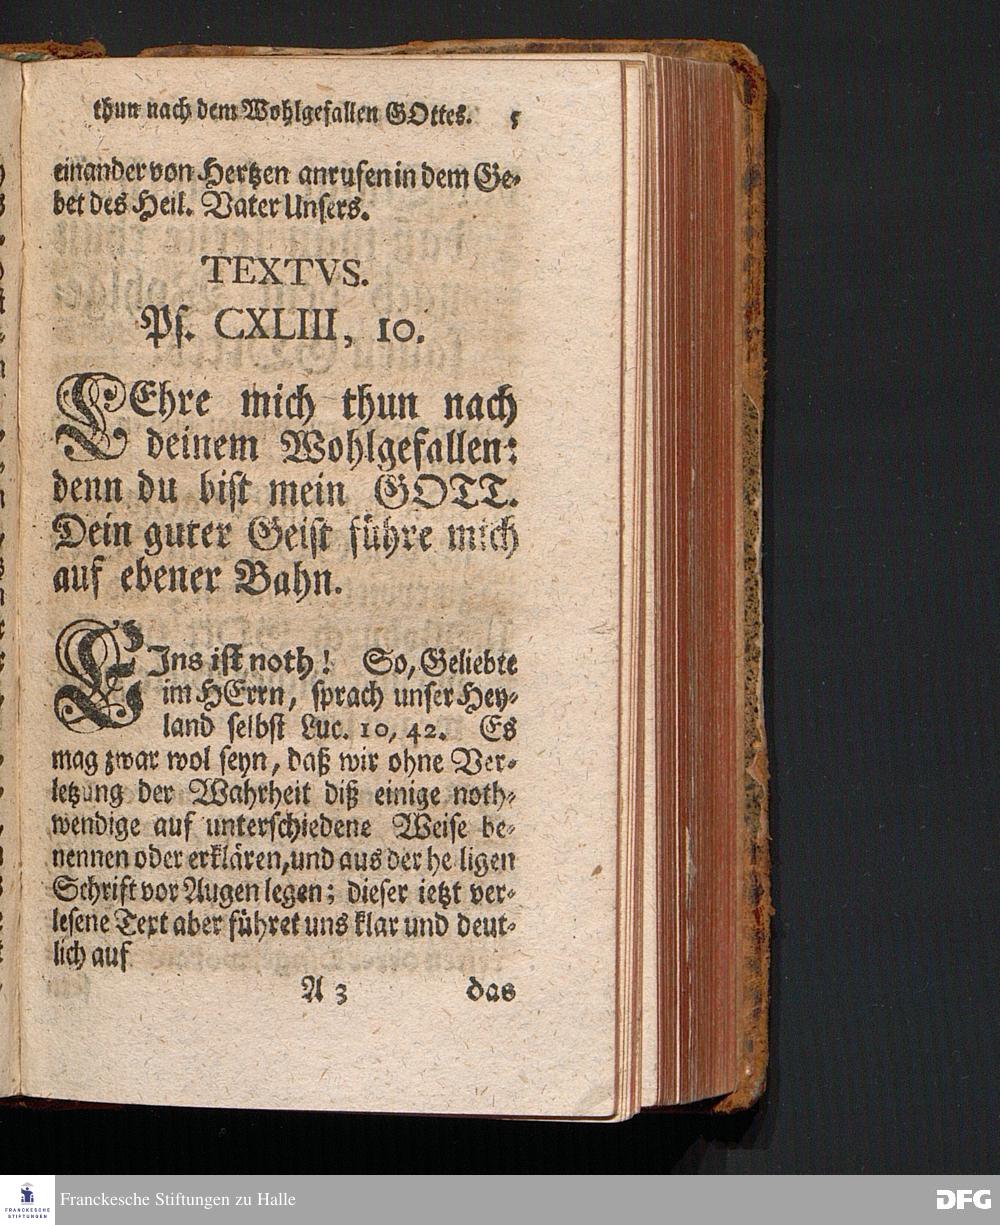 thun nach dem Wohlgefallen GOttes. 5
einander von Hertzen anrufen in dem Ge-
bet des Heil. Vater Unsers.
TEXTVS.
Ps. CXLIII, 10.
LEhre mich thun nach
deinem Wohlgefallen:
denn du bist mein GOTT.
Dein guter Geist führe mich
auf ebener Bahn.
EIns ist noth! So, Geliebte
im HErrn, sprach unser Hey-
land selbst Luc. 10, 42. Es
mag zwar wol seyn, daß wir ohne Ver-
letzung der Wahrheit diß einige noth-
wendige auf unterschiedene Weise be-
nennen oder erklären, und aus der heiligen
Schrift vor Augen legen; dieser ietzt ver-
lesene Text aber führet uns klar und deut-
lich auf
A 3 das
FRANCKESCHE
STIFTUNGEN
Franckesche Stiftungen zu Halle
DFG